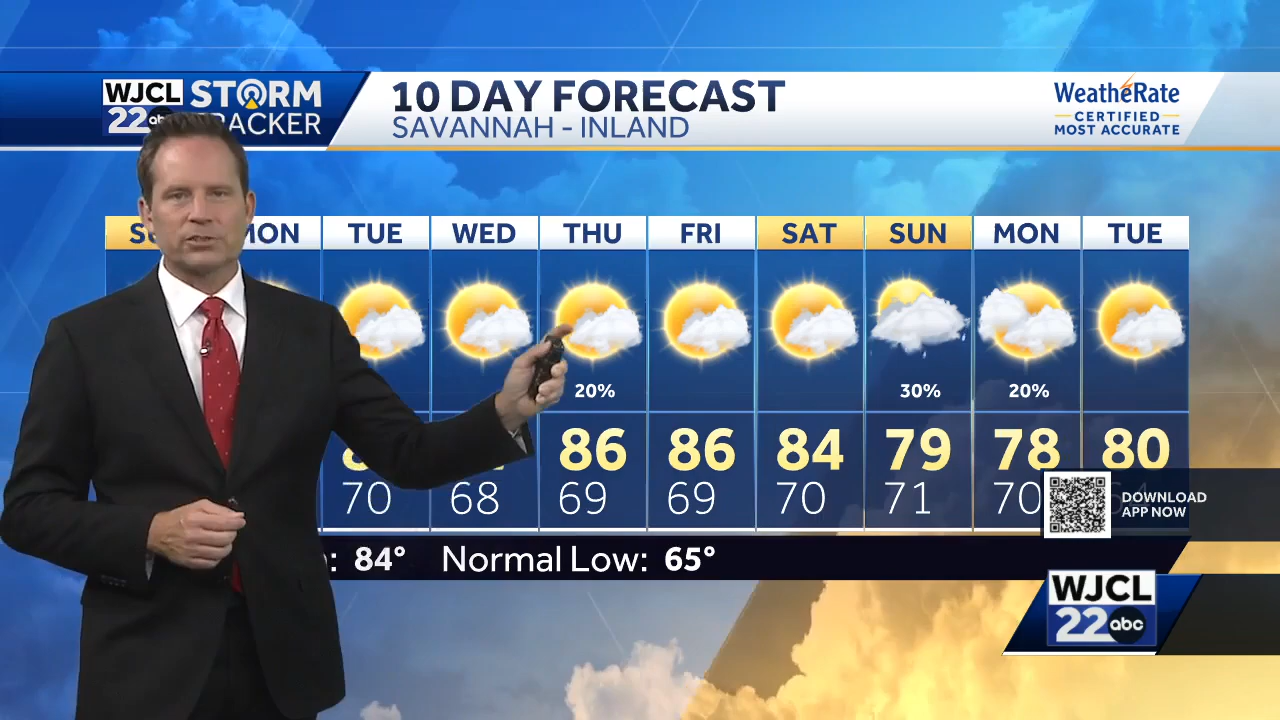 WJCL
22
STORM
10 DAY FORECAST
SAVANNAH - INLAND
WeatheRate
CERTIFIED
MOST ACCURATE
MON TUE WED THU FRI SAT SUN MON TUE
20% 30% 20%
86 86 84 79 78 80
70 68 69 69 70 71 70
DOWNLOAD
APP NOW
84° Normal Low: 65°
WJCL
22 abc